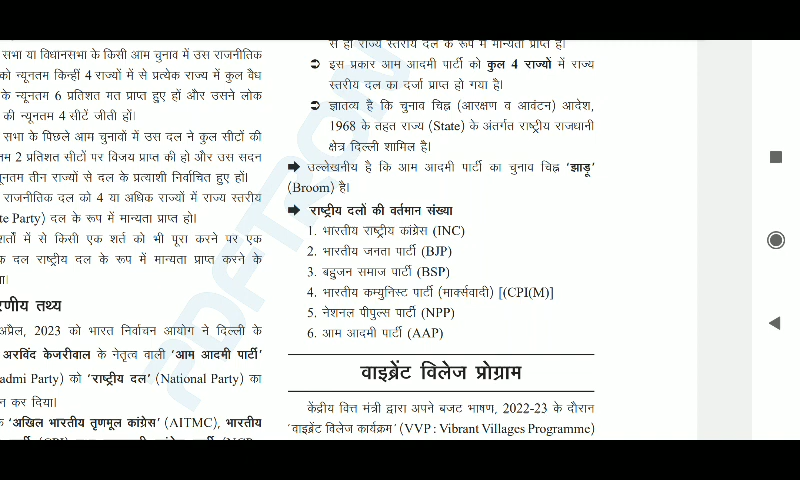 सभा या विधानसभा के किसी आम चुनाव में उस राजनीतिक
को न्यूनतम किन्हीं 4 राज्यों में से प्रत्येक राज्य में कुल वैध
के न्यूनतम 6 प्रतिशत मत प्राप्त हुए हों और उसने लोक
की न्यूनतम 4 सीटें जीती हों।
सभा के पिछले आम चुनावों में उस दल ने कुल सीटों की
तम 2 प्रतिशत सीटों पर विजय प्राप्त की हो और उस सदन
यूनतम तीन राज्यों से दल के प्रत्याशी निर्वाचित हुए हों।
राजनीतिक दल को 4 या अधिक राज्यों में राज्य स्तरीय
te Party) दल के रूप में मान्यता प्राप्त हो।
शर्तों में से किसी एक शर्त को भी पूरा करने पर एक
क दल राष्ट्रीय दल के रूप में मान्यता प्राप्त करने के
ा।
रणीय तथ्य
अप्रैल, 2023 को भारत निर्वाचन आयोग ने दिल्ली के
अरविंद केजरीवाल के नेतृत्व वाली 'आम आदमी पार्टी'
admi Party) को 'राष्ट्रीय दल' (National Party) का
न कर दिया।
'अखिल भारतीय तृणमूल कांग्रेस' (AITMC), भारतीय
से ही राज्य स्तरीय दल के रूप में मान्यता प्राप्त है।
➲ इस प्रकार आम आदमी पार्टी को कुल 4 राज्यों में राज्य
स्तरीय दल का दर्जा प्राप्त हो गया है।
➲ ज्ञातव्य है कि चुनाव चिह्न (आरक्षण व आवंटन) आदेश,
1968 के तहत राज्य (State) के अंतर्गत राष्ट्रीय राजधानी
क्षेत्र दिल्ली शामिल है।
➡ उल्लेखनीय है कि आम आदमी पार्टी का चुनाव चिह्न 'झाड़ू'
(Broom) है।
➡ राष्ट्रीय दलों की वर्तमान संख्या
1. भारतीय राष्ट्रीय कांग्रेस (INC)
2. भारतीय जनता पार्टी (BJP)
3. बहुजन समाज पार्टी (BSP)
4. भारतीय कम्युनिस्ट पार्टी (मार्क्सवादी) [(CPI(M)]
5. नेशनल पीपुल्स पार्टी (NPP)
6. आम आदमी पार्टी (AAP)
वाइब्रेंट विलेज प्रोग्राम
केंद्रीय वित्त मंत्री द्वारा अपने बजट भाषण, 2022-23 के दौरान
'वाइब्रेंट विलेज कार्यक्रम' (VVP : Vibrant Villages Programme)